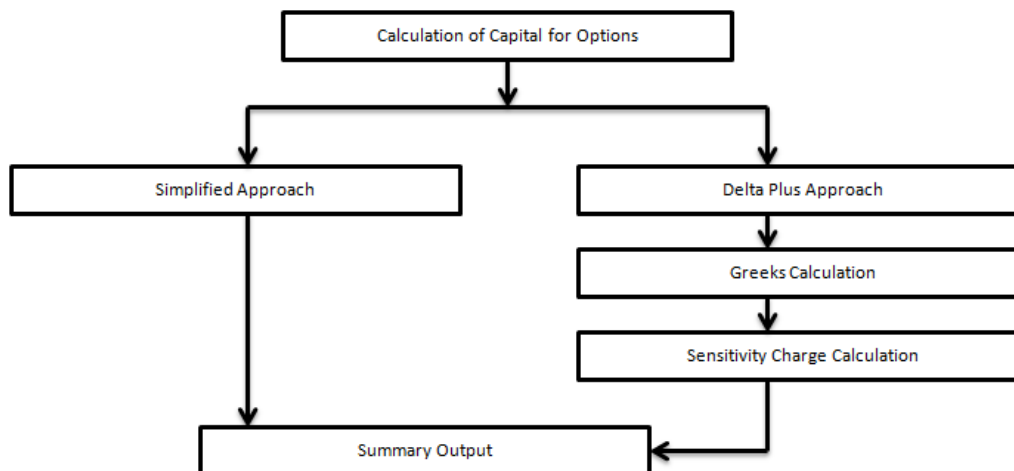 Calculation of Capital for Options
Simplified Approach
Delta Plus Approach
Greeks Calculation
Sensitivity Charge Calculation
Summary Output